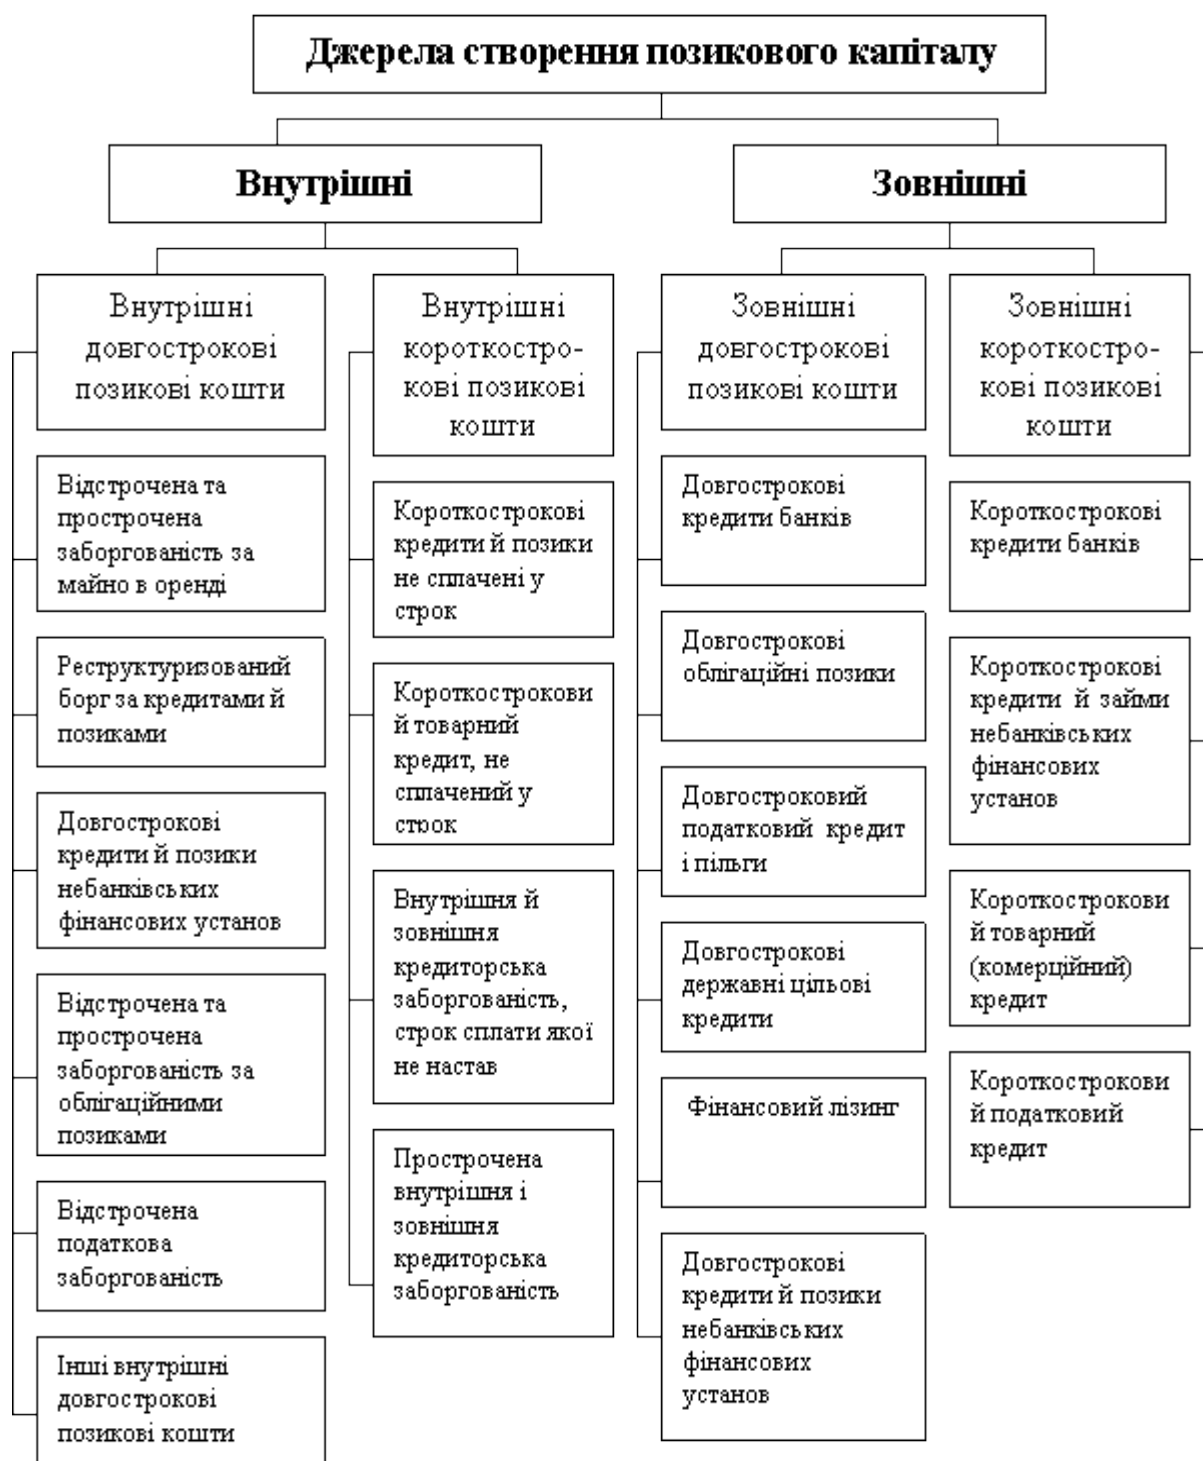 Джерела створення позикового капіталу
Внутрішні
Зовнішні
Внутрішні
довгострокові
позикові кошти
Відстрочена та
прострочена
заборгованість за
майно в оренді
Реструктуризований
борг за кредитами й
позиками
Довгострокові
кредити й позики
небанківських
фінансових установ
Відстрочена та
прострочена
заборгованість за
облігаційними
позиками
Відстрочена
податкова
заборгованість
Інші внутрішні
довгострокові
позикові кошти
Внутрішні
короткостро-
кові позикові
кошти
Короткострокові
кредити й позики
не сплачені у
строк
Короткострокови
й товарний
кредит, не
сплачений у
строк
Внутрішня й
зовнішня
кредиторська
заборгованість,
строк сплати якої
не настав
Прострочена
внутрішня і
зовнішня
кредиторська
заборгованість
Зовнішні
довгострокові
позикові кошти
Довгострокові
кредити банків
Довгострокові
облігаційні позики
Довгостроковий
податковий кредит
і пільги
Довгострокові
державні цільові
кредити
Фінансовий лізинг
Довгострокові
кредити й позики
небанківських
фінансових
установ
Зовнішні
короткостро-
кові позикові
кошти
Короткострокові
кредити банків
Короткострокові
кредити й займи
небанківських
фінансових
установ
Короткострокови
й товарний
(комерційний)
кредит
Короткострокови
й податковий
кредит